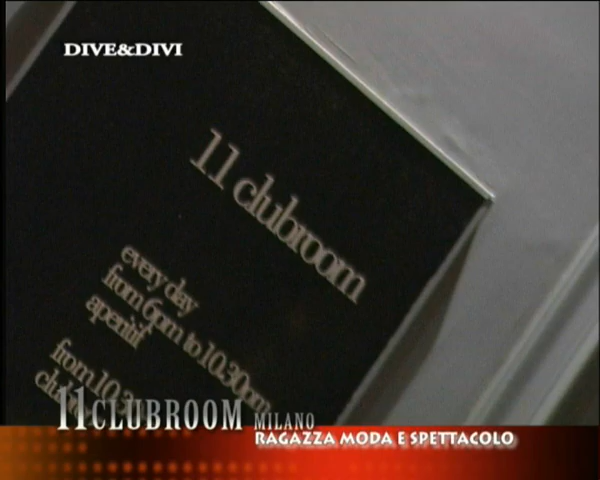 DIVE&DIVI
11 clubroom
every day
from 6pm to 10.30pm
aperitif
from 10.3
11CLUBROOM MILANO
RAGAZZA MODA E SPETTACOLO